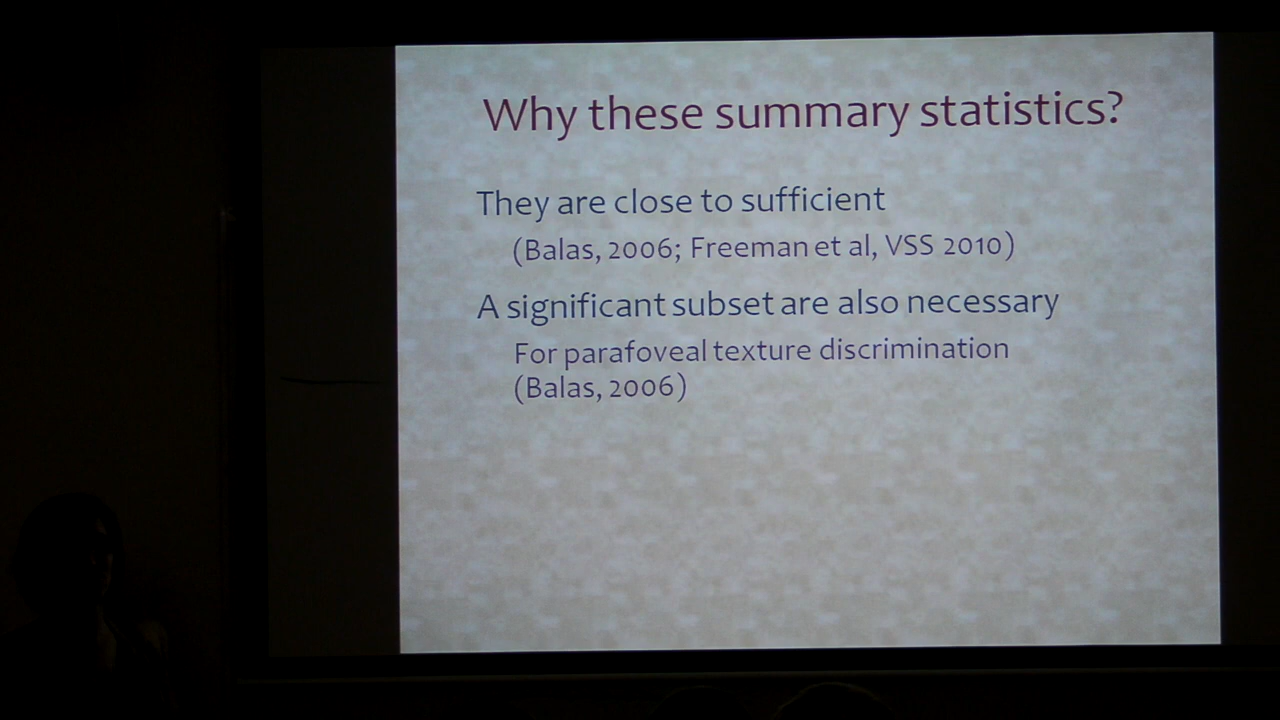 Why these summary statistics?
They are close to sufficient
(Balas, 2006; Freeman et al, VSS 2010)
A significant subset are also necessary
For parafoveal texture discrimination
(Balas, 2006)